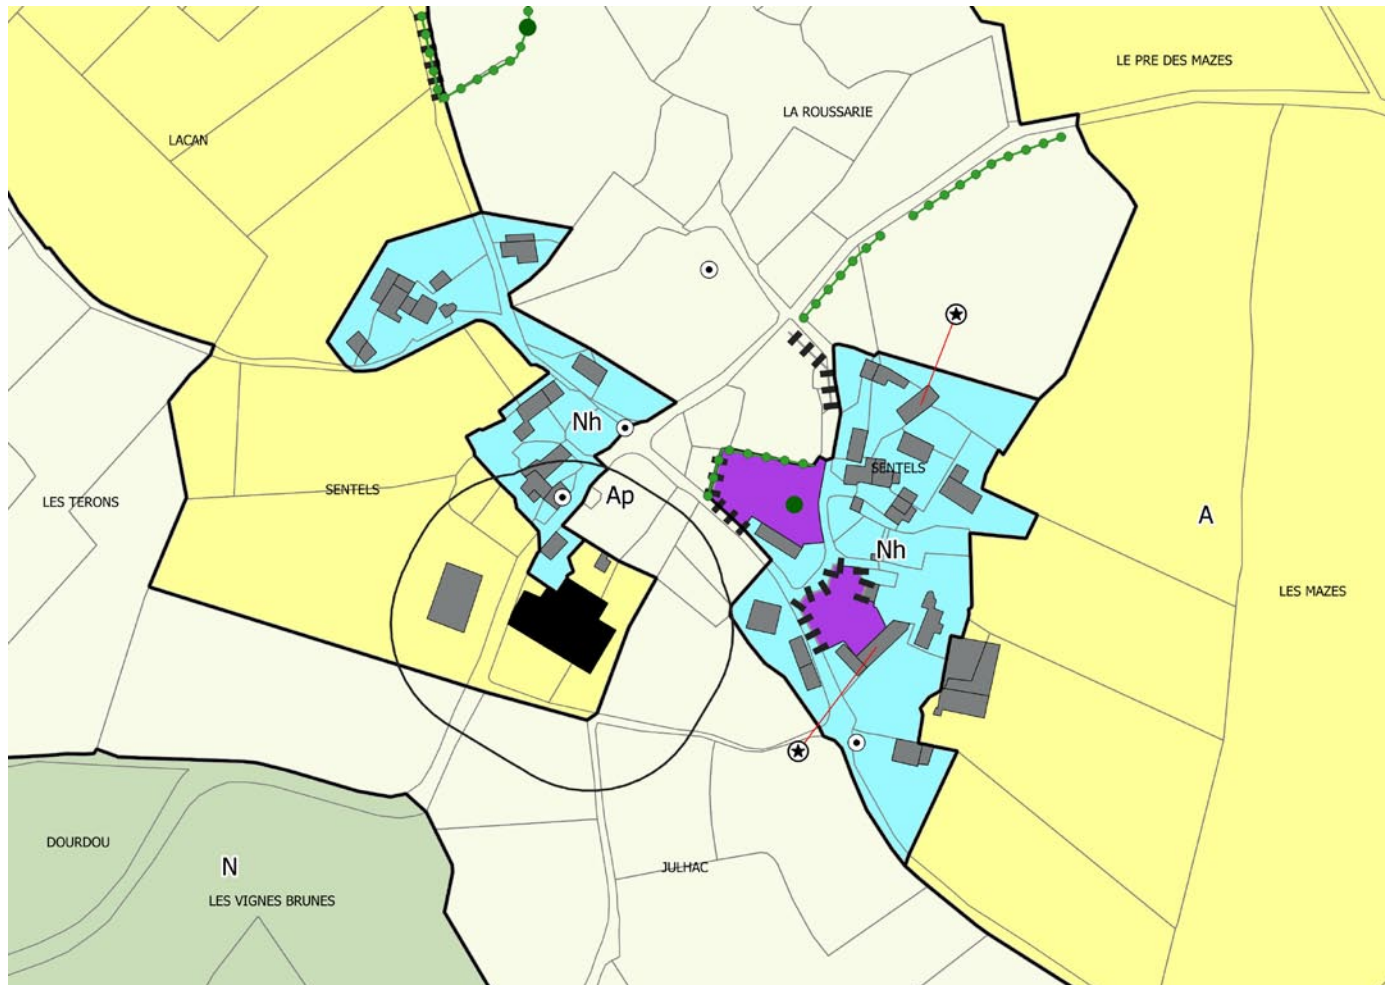 LE PRE DES MAZES
LA ROUSSARIE
LACAN
Nh
SENTELS
SENTELS
LES TERONS
Ap
A
Nh
LES MAZES
DOURDOU
N
JULHAC
LES VIGNES BRUNES